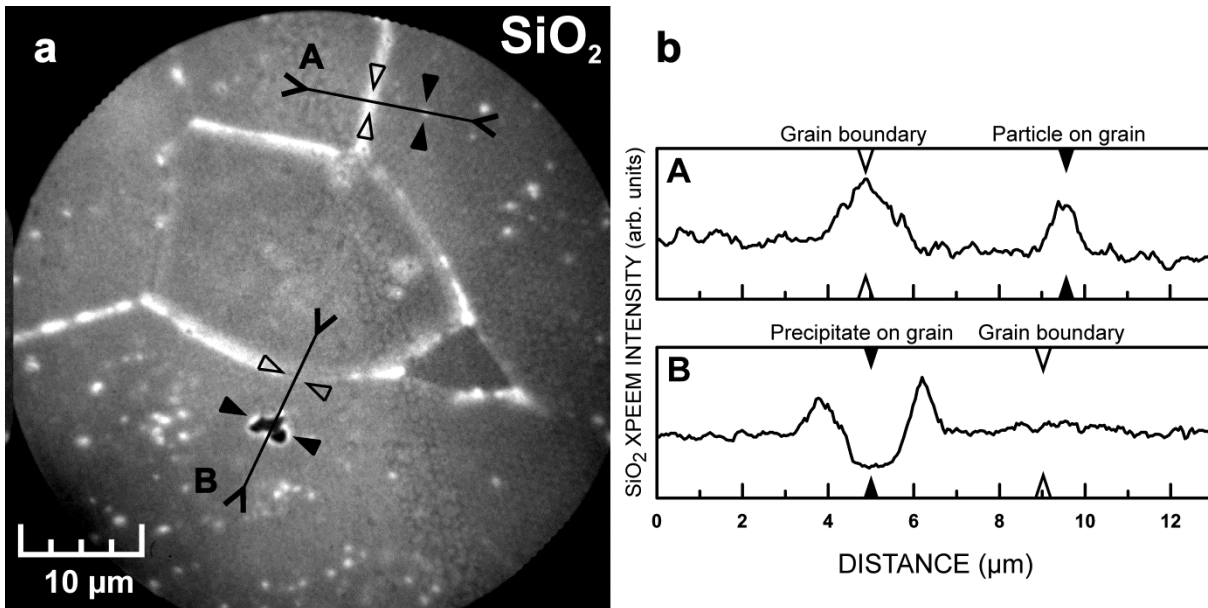 a
SiO₂
A
B
10 µm
b
Grain boundary Particle on grain
A
Precipitate on grain Grain boundary
B
SiO₂ XPEEM INTENSITY (arb. units)
0 2 4 6 8 10 12
DISTANCE (µm)